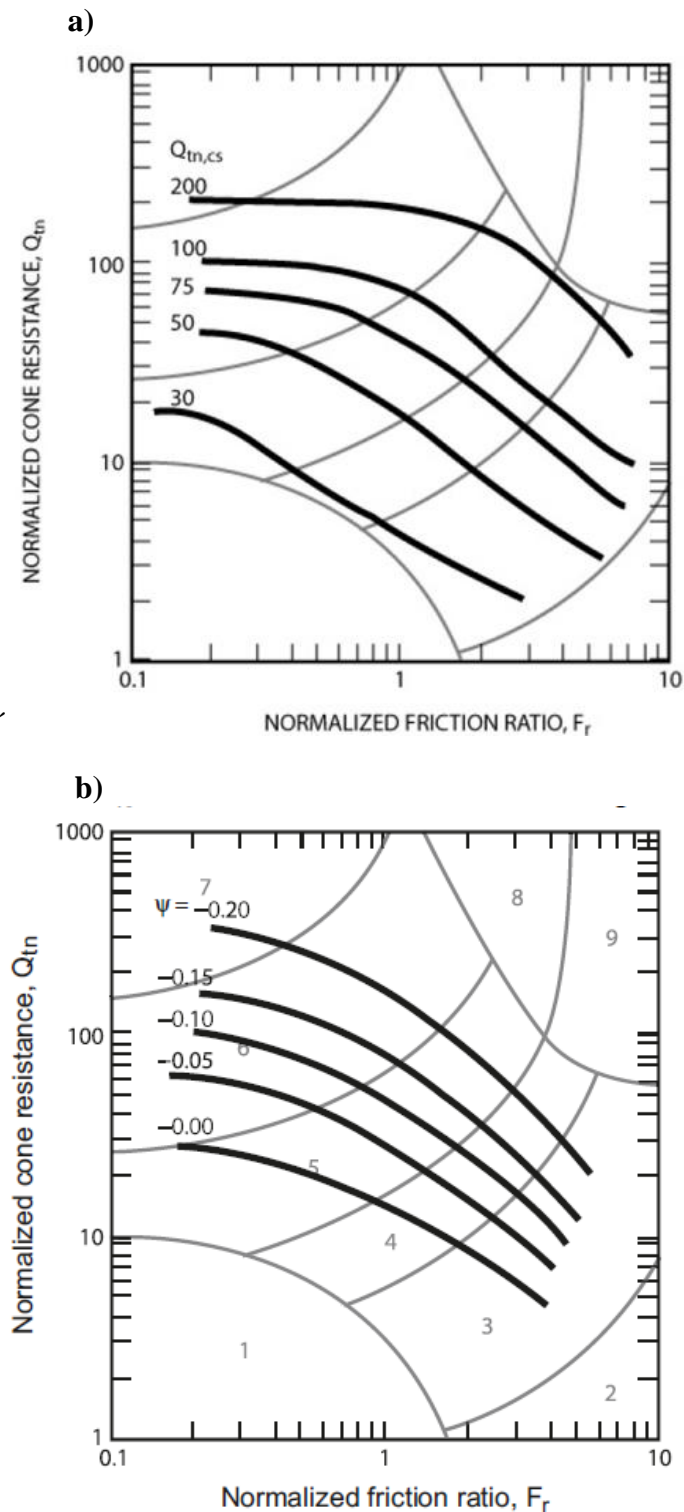 a)
1000
Qtn,cs
200
100
100
75
50
30
10
1
0.1 1 10
NORMALIZED CONE RESISTANCE, Qtn
NORMALIZED FRICTION RATIO, Fr
b)
1000
7
8
ψ = −0.20
9
−0.15
100
−0.10
6
−0.05
−0.00
5
10
4
3
1
2
1
0.1 1 10
Normalized cone resistance, Qtn
Normalized friction ratio, Fr